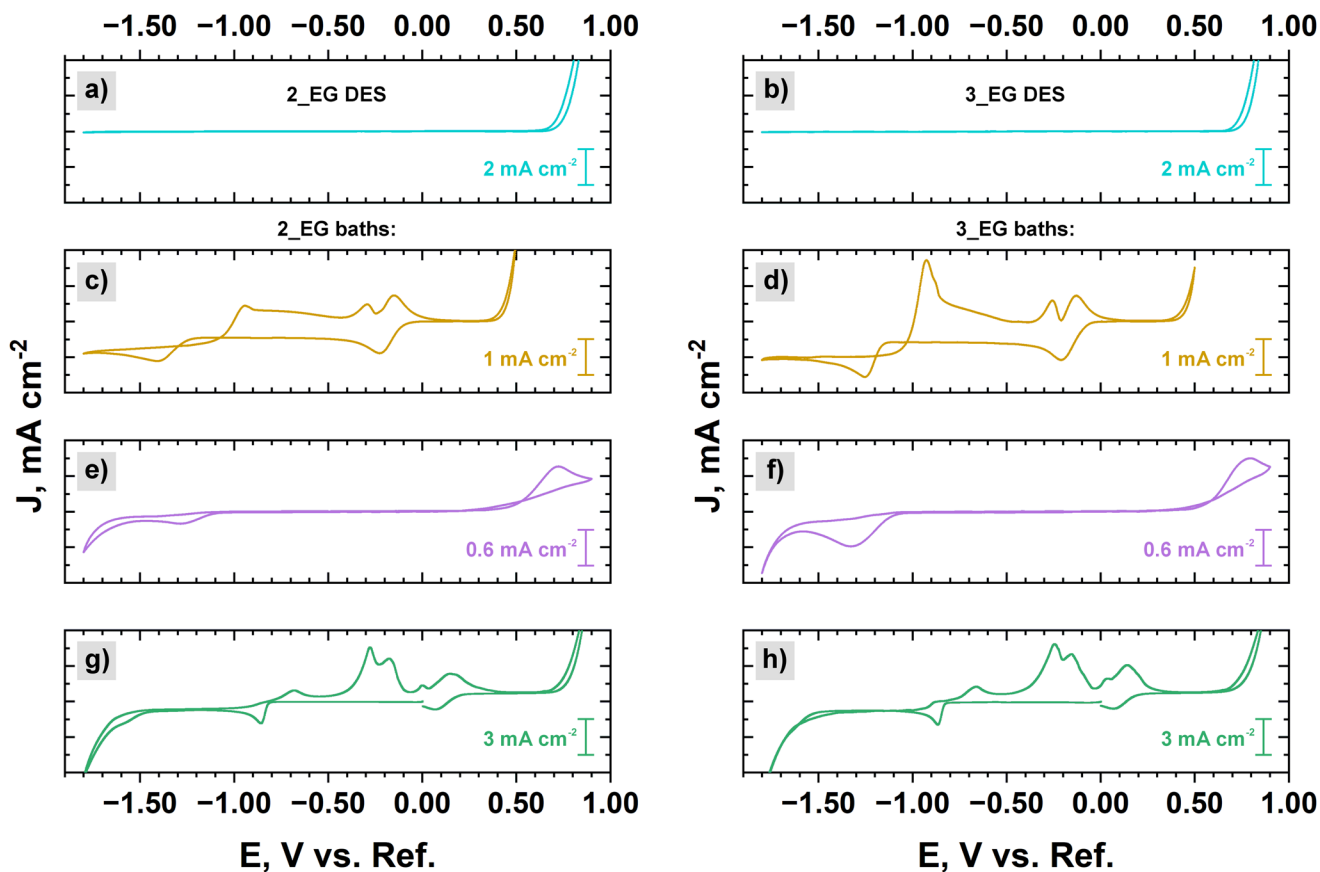 −1.50 −1.00 −0.50 0.00 0.50 1.00 −1.50 −1.00 −0.50 0.00 0.50 1.00
a) 2_EG DES b) 3_EG DES
2 mA cm-2 2 mA cm-2
2_EG baths: 3_EG baths:
c) d)
1 mA cm-2 1 mA cm-2
J, mA cm-2 J, mA cm-2
e) f)
0.6 mA cm-2 0.6 mA cm-2
g) h)
3 mA cm-2 3 mA cm-2
−1.50 −1.00 −0.50 0.00 0.50 1.00 −1.50 −1.00 −0.50 0.00 0.50 1.00
E, V vs. Ref. E, V vs. Ref.